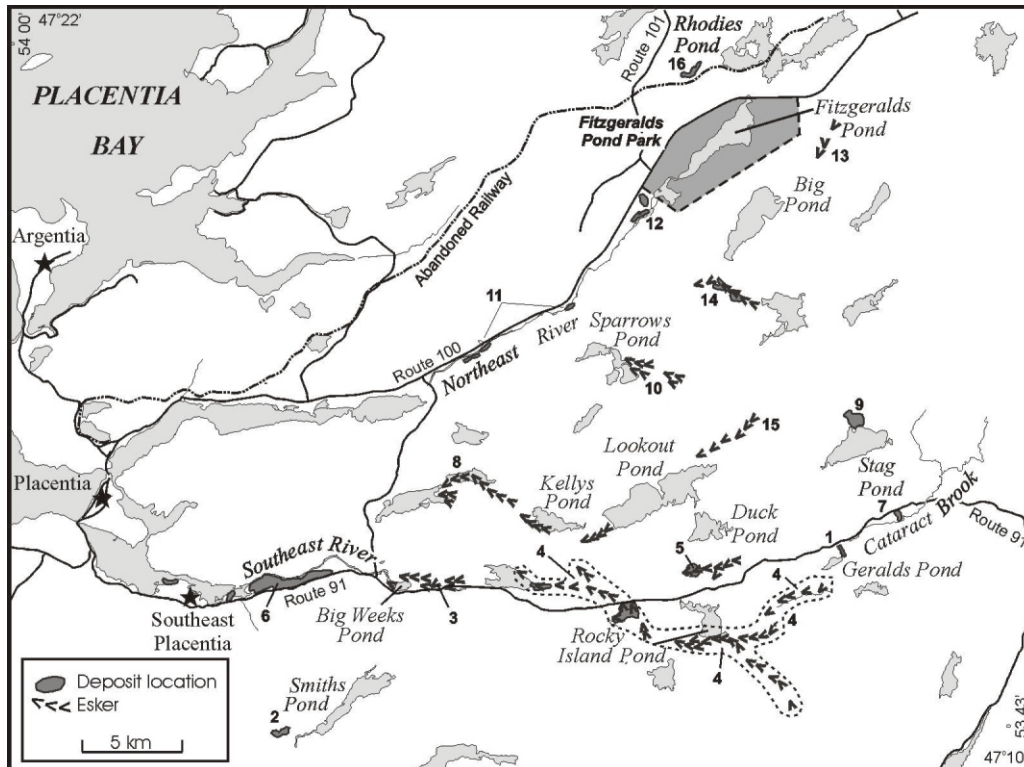 54 00'
47°22'
PLACENTIA
BAY
Argentia
Placentia
Abandoned Railway
Route 101
Rhodies
Pond
16
Fitzgeralds
Pond Park
Fitzgeralds
Pond
13
Big
Pond
12
14
11
Route 100
Northeast River
Sparrows
Pond
10
15
9
Stag
Pond
Lookout
Pond
8
Kellys
Pond
Duck
Pond
7
Cataract Brook
Route 91
1
Geralds Pond
5
4
4
4
4
Southeast River
Route 91
6
Southeast
Placentia
Big Weeks
Pond
3
Rocky
Island Pond
Smiths
Pond
2
Deposit location
Esker
5 km
53 43'
47°10'